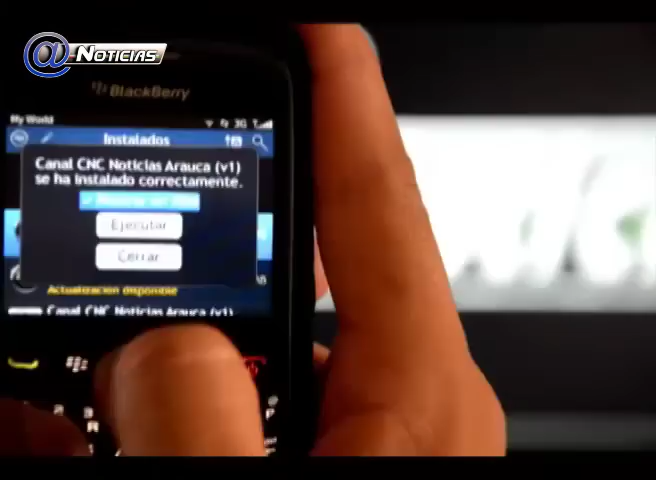 @ NOTICIAS
BlackBerry
My World
3G
Instalados
Canal CNC Noticias Arauca (v1)
se ha instalado correctamente.
Ejecutar
Cerrar
Actualización disponible
Canal CNC Noticias Arauca (v1)